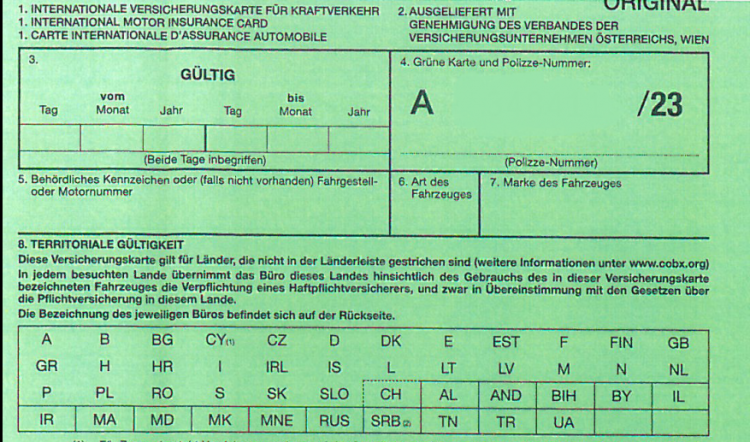 ORIGINAL
1. INTERNATIONALE VERSICHERUNGSKARTE FÜR KRAFTVERKEHR
1. INTERNATIONAL MOTOR INSURANCE CARD
1. CARTE INTERNATIONALE D'ASSURANCE AUTOMOBILE
2. AUSGELIEFERT MIT
GENEHMIGUNG DES VERBANDES DER
VERSICHERUNGSUNTERNEHMEN ÖSTERREICHS, WIEN
3.
GÜLTIG
vom bis
Tag Monat Jahr Tag Monat Jahr
(Beide Tage inbegriffen)
4. Grüne Karte und Polizze-Nummer:
A /23
(Polizze-Nummer)
5. Behördliches Kennzeichen oder (falls nicht vorhanden) Fahrgestell-
oder Motornummer
6. Art des
Fahrzeuges
7. Marke des Fahrzeuges
8. TERRITORIALE GÜLTIGKEIT
Diese Versicherungskarte gilt für Länder, die nicht in der Länderleiste gestrichen sind (weitere Informationen unter www.cobx.org)
In jedem besuchten Lande übernimmt das Büro dieses Landes hinsichtlich des Gebrauchs des in dieser Versicherungskarte
bezeichneten Fahrzeuges die Verpflichtung eines Haftpflichtversicherers, und zwar in Übereinstimmung mit den Gesetzen über
die Pflichtversicherung in diesem Lande.
Die Bezeichnung des jeweiligen Büros befindet sich auf der Rückseite.
A B BG CY(1) CZ D DK E EST F FIN GB
GR H HR I IRL IS L LT LV M N NL
P PL RO S SK SLO CH AL AND BIH BY IL
IR MA MD MK MNE RUS SRB(2) TN TR UA